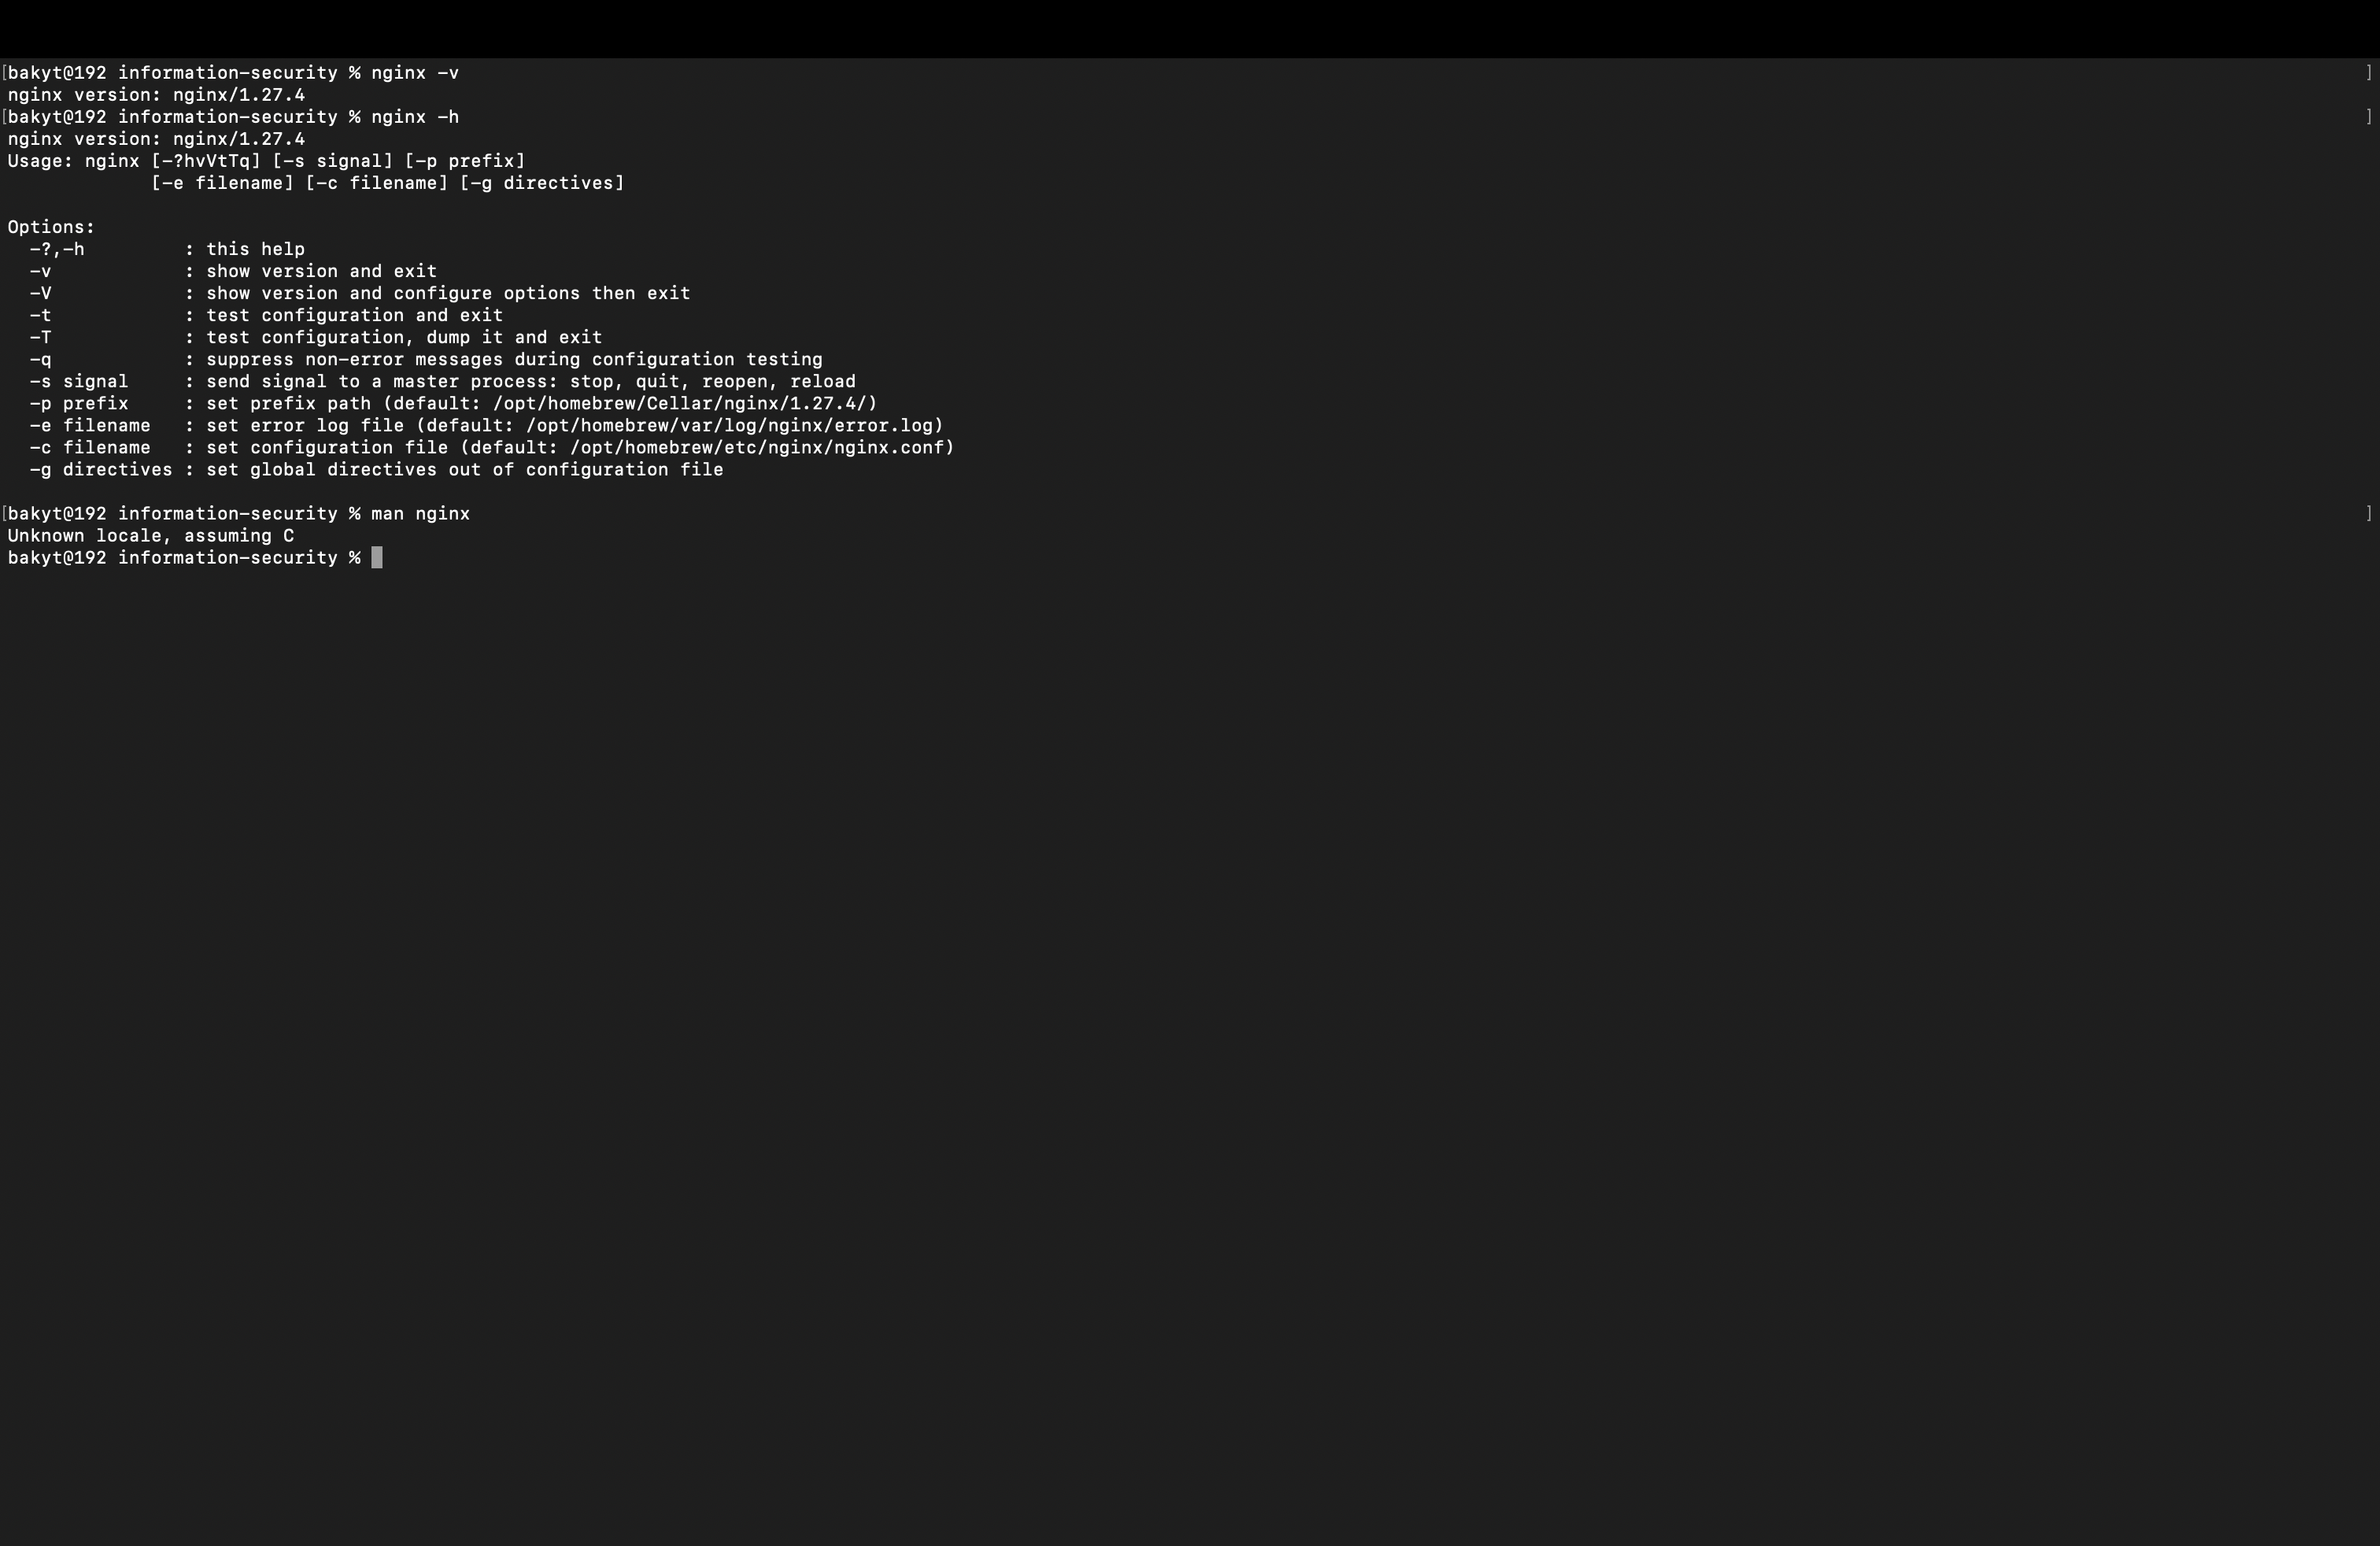 [bakyt@192 information-security % nginx -v ]
nginx version: nginx/1.27.4
[bakyt@192 information-security % nginx -h ]
nginx version: nginx/1.27.4
Usage: nginx [-?hvVtTq] [-s signal] [-p prefix]
             [-e filename] [-c filename] [-g directives]

Options:
  -?,-h         : this help
  -v            : show version and exit
  -V            : show version and configure options then exit
  -t            : test configuration and exit
  -T            : test configuration, dump it and exit
  -q            : suppress non-error messages during configuration testing
  -s signal     : send signal to a master process: stop, quit, reopen, reload
  -p prefix     : set prefix path (default: /opt/homebrew/Cellar/nginx/1.27.4/)
  -e filename   : set error log file (default: /opt/homebrew/var/log/nginx/error.log)
  -c filename   : set configuration file (default: /opt/homebrew/etc/nginx/nginx.conf)
  -g directives : set global directives out of configuration file

[bakyt@192 information-security % man nginx ]
Unknown locale, assuming C
bakyt@192 information-security %